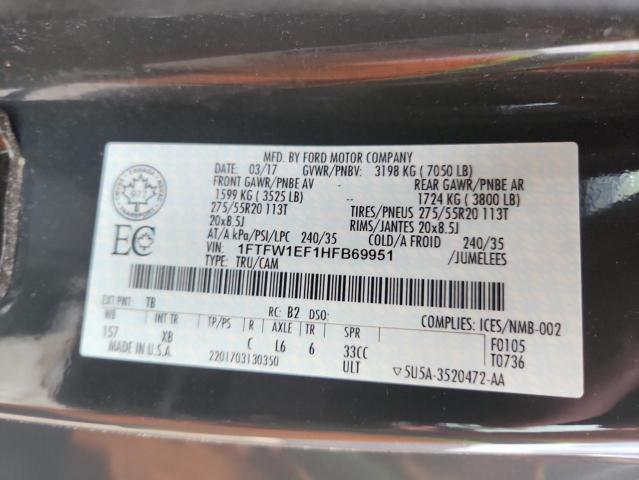 MFD. BY FORD MOTOR COMPANY
DATE: 03/17 GVWR/PNBV: 3198 KG ( 7050 LB)
FRONT GAWR/PNBE AV REAR GAWR/PNBE AR
1599 KG ( 3525 LB) 1724 KG ( 3800 LB)
275/55R20 113T TIRES/PNEUS 275/55R20 113T
20x8.5J RIMS/JANTES 20x8.5J
AT/A kPa/PSI/LPC 240/35 COLD/A FROID 240/35
VIN: 1FTFW1EF1HFB69951 /JUMELEES
TYPE: TRU/CAM
CANADA
TRANSPORT
EC
EXT PNT: TB RC: B2 DSO:
WB INT TR TP/PS R AXLE TR SPR COMPLIES: ICES/NMB-002
157 XB C L6 6 33CC F0105
MADE IN U.S.A. ULT T0736
2201703130350 ▽5U5A-3520472-AA